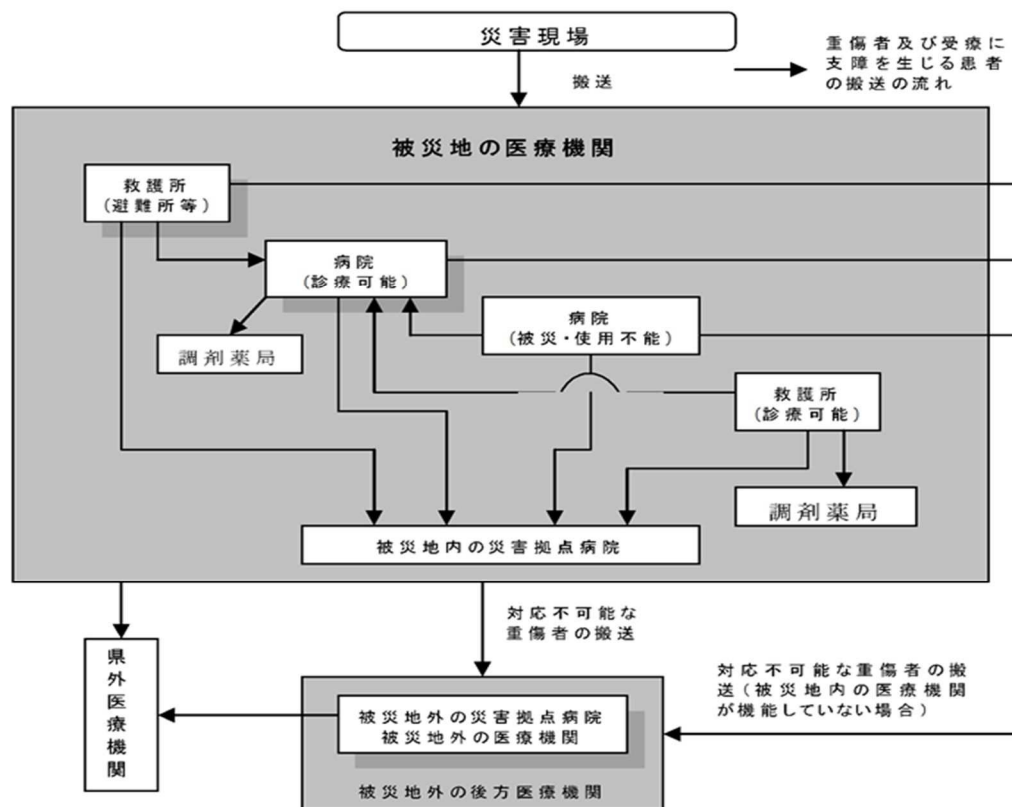 災害現場
搬送
重傷者及び受療に
支障を生じる患者
の搬送の流れ
被災地の医療機関
救護所
(避難所等)
病院
(診療可能)
病院
(被災・使用不能)
調剤薬局
救護所
(診療可能)
調剤薬局
被災地内の災害拠点病院
対応不可能な
重傷者の搬送
県外医療機関
対応不可能な重傷者の搬
送(被災地内の医療機関
が機能していない場合)
被災地外の災害拠点病院
被災地外の医療機関
被災地外の後方医療機関